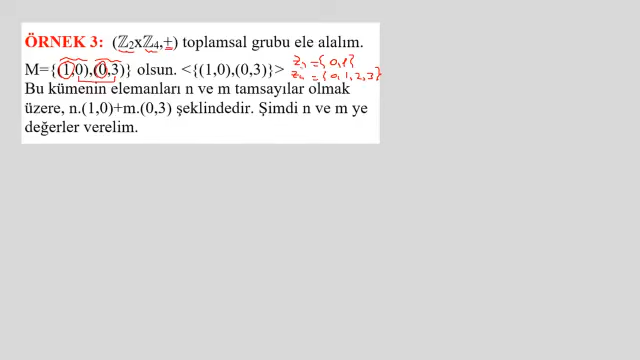 ÖRNEK 3: (ℤ₂xℤ₄,+) toplamsal grubu ele alalım.
M={(1,0),(0,3)} olsun. <{(1,0),(0,3)}> Z₂={0,1}
Z₄={0,1,2,3}
Bu kümenin elemanları n ve m tamsayılar olmak
üzere, n.(1,0)+m.(0,3) şeklindedir. Şimdi n ve m ye
değerler verelim.